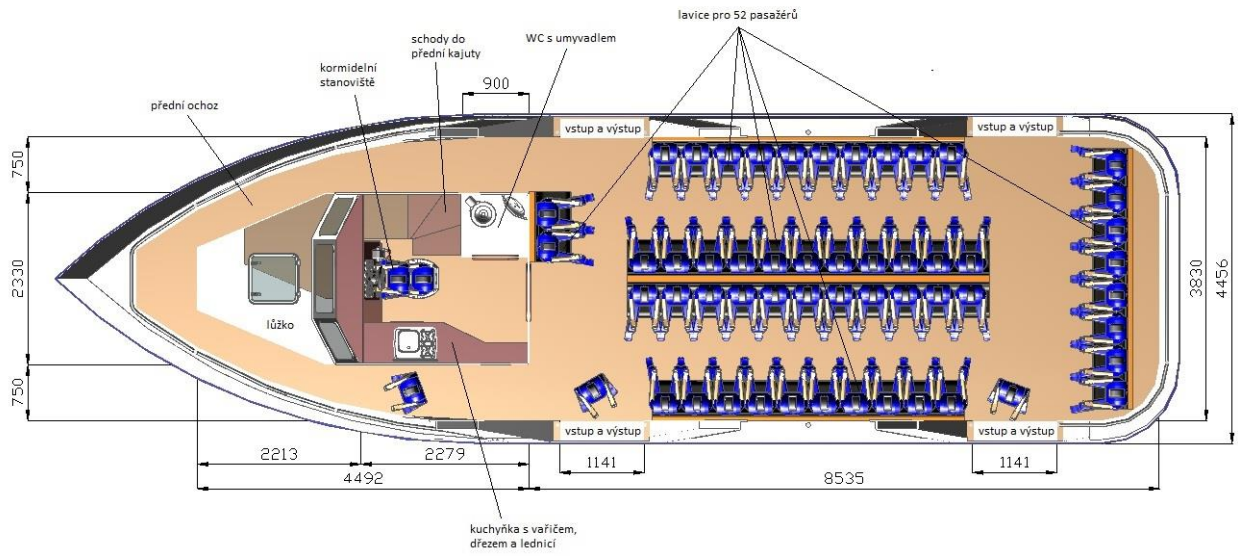 lavice pro 52 pasažérů
schody do
přední kajuty
WC s umyvadlem
kormidelní
stanoviště
900
přední ochoz
vstup a výstup
vstup a výstup
750
2330
750
3830
4456
lůžko
vstup a výstup
vstup a výstup
2213
2279
1141
1141
4492
8535
kuchyňka s vařičem,
dřezem a lednicí